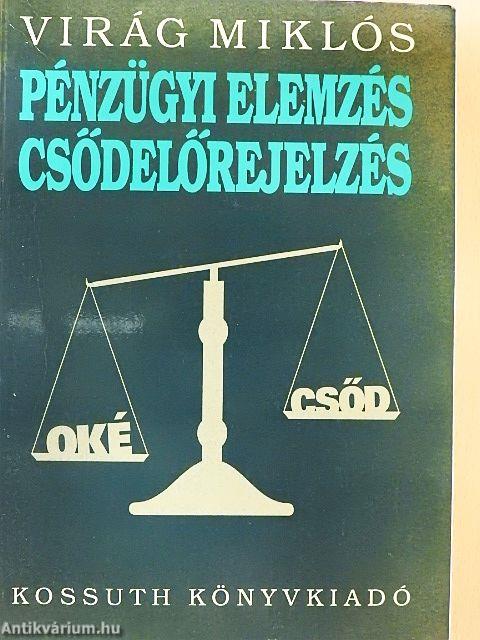 VIRÁG MIKLÓS
PÉNZÜGYI ELEMZÉS
CSŐDELŐREJELZÉS
OKÉ
CSŐD
KOSSUTH KÖNYVKIADÓ
Antikvárium.hu